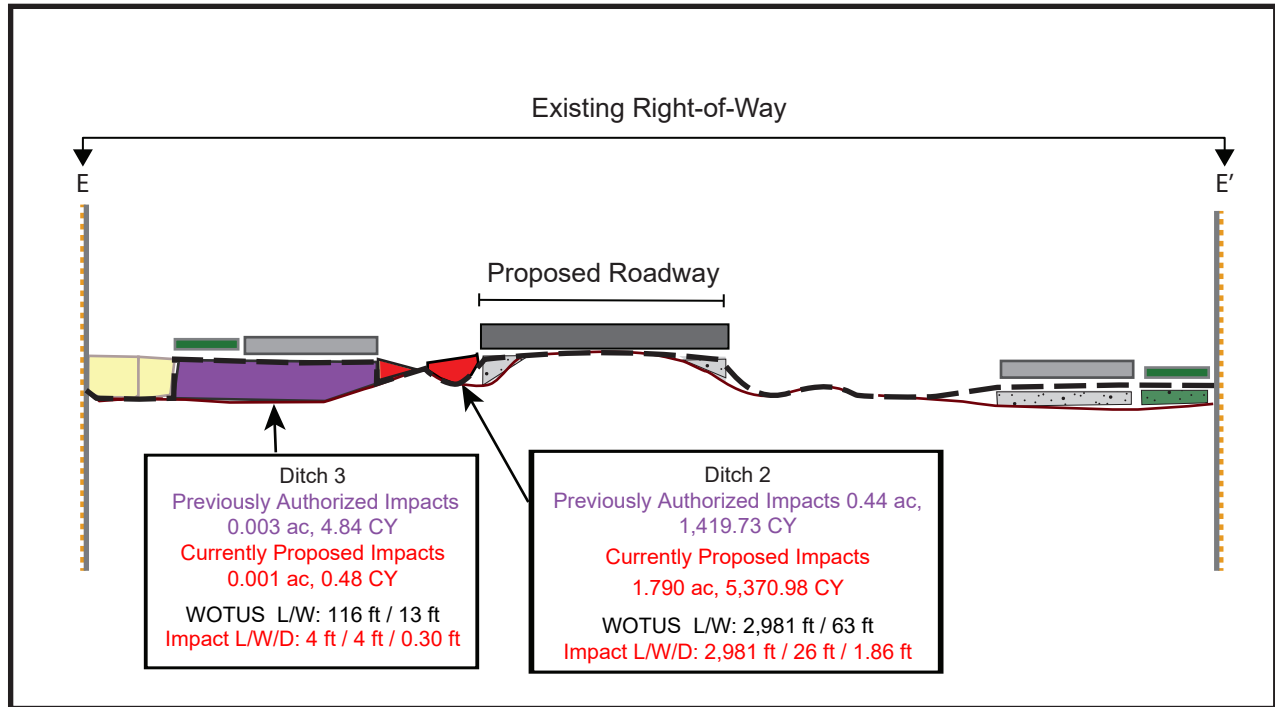 Existing Right-of-Way
E
E'
Proposed Roadway
Ditch 3
Previously Authorized Impacts
0.003 ac, 4.84 CY
Currently Proposed Impacts
0.001 ac, 0.48 CY
WOTUS L/W: 116 ft / 13 ft
Impact L/W/D: 4 ft / 4 ft / 0.30 ft
Ditch 2
Previously Authorized Impacts 0.44 ac,
1,419.73 CY
Currently Proposed Impacts
1.790 ac, 5,370.98 CY
WOTUS L/W: 2,981 ft / 63 ft
Impact L/W/D: 2,981 ft / 26 ft / 1.86 ft